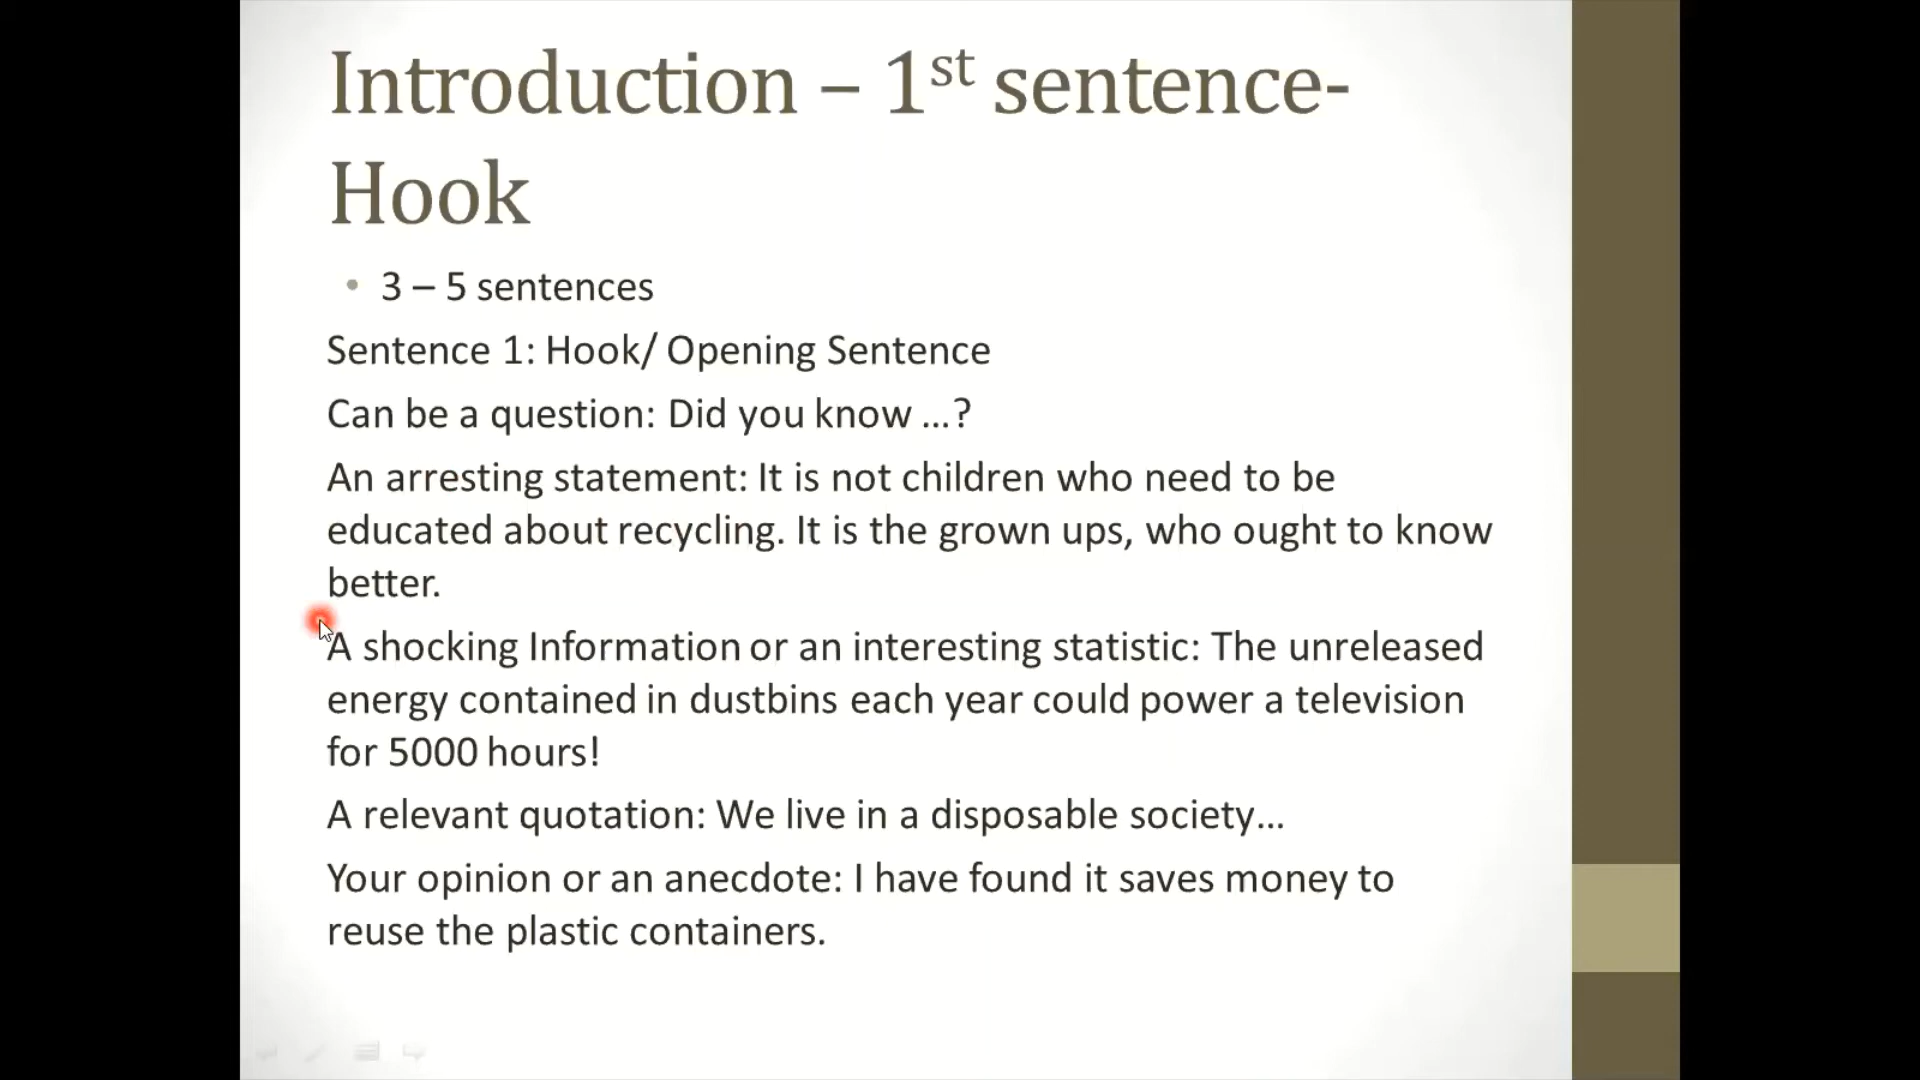 Introduction – 1st sentence-
Hook
• 3 – 5 sentences
Sentence 1: Hook/ Opening Sentence
Can be a question: Did you know ...?
An arresting statement: It is not children who need to be
educated about recycling. It is the grown ups, who ought to know
better.
A shocking Information or an interesting statistic: The unreleased
energy contained in dustbins each year could power a television
for 5000 hours!
A relevant quotation: We live in a disposable society...
Your opinion or an anecdote: I have found it saves money to
reuse the plastic containers.